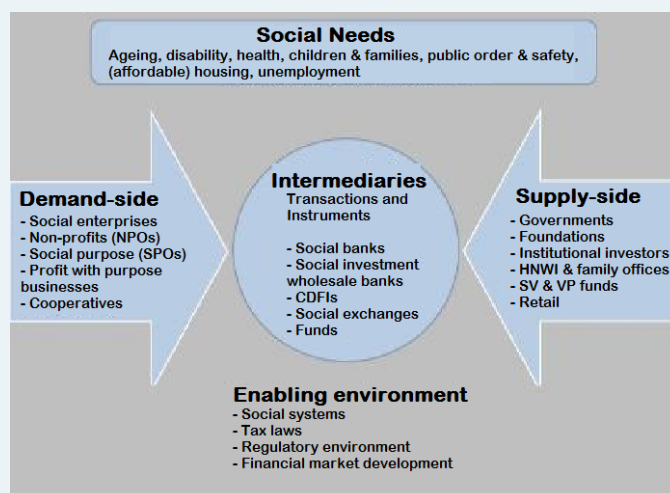 Social Needs
Ageing, disability, health, children & families, public order & safety,
(affordable) housing, unemployment
Demand-side
- Social enterprises
- Non-profits (NPOs)
- Social purpose (SPOs)
- Profit with purpose
businesses
- Cooperatives
Intermediaries
Transactions and
Instruments
- Social banks
- Social investment
wholesale banks
- CDFIs
- Social exchanges
- Funds
Supply-side
- Governments
- Foundations
- Institutional investors
- HNWI & family offices
- SV & VP funds
- Retail
Enabling environment
- Social systems
- Tax laws
- Regulatory environment
- Financial market development